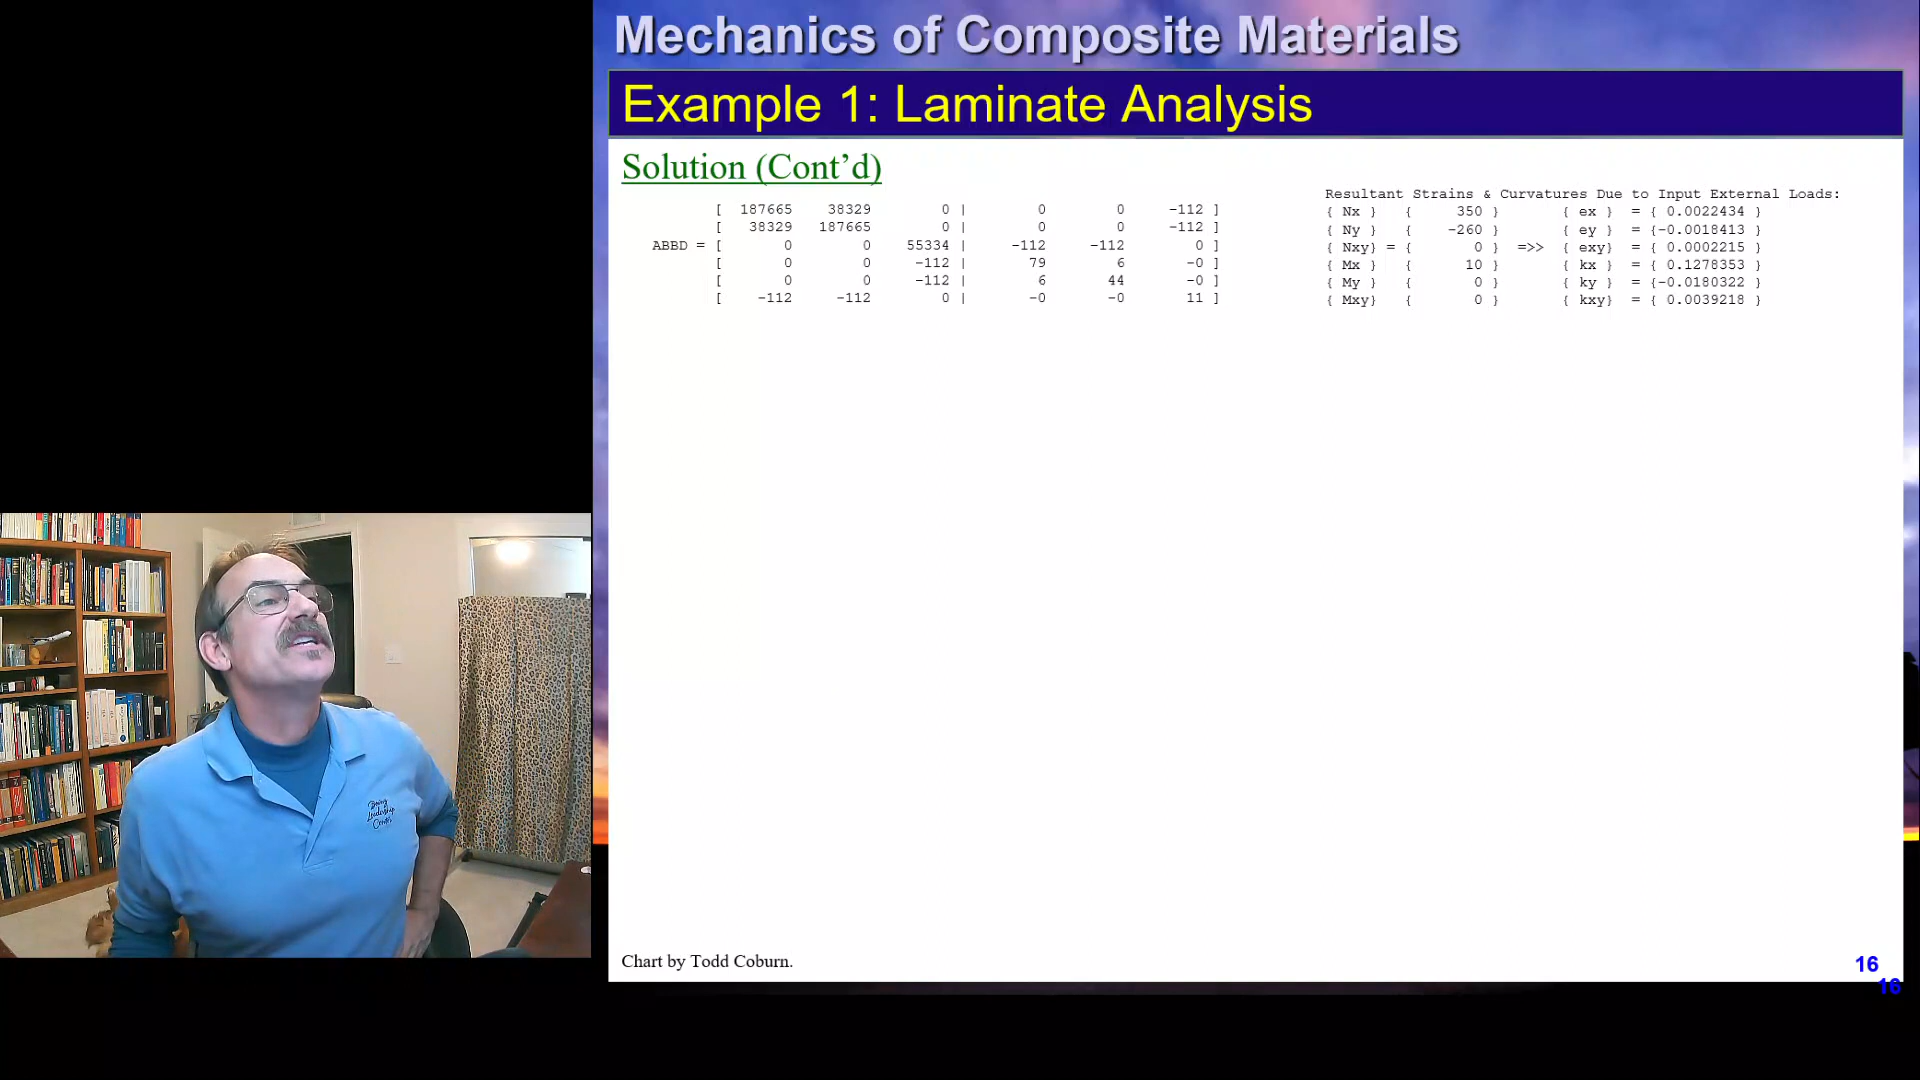 Mechanics of Composite Materials
Example 1: Laminate Analysis
Solution (Cont’d)
[ 187665 38329 0 | 0 0 -112 ]
[ 38329 187665 0 | 0 0 -112 ]
ABBD = [ 0 0 55334 | -112 -112 0 ]
[ 0 0 -112 | 79 6 -0 ]
[ 0 0 -112 | 6 44 -0 ]
[ -112 -112 0 | -0 -0 11 ]
Resultant Strains & Curvatures Due to Input External Loads:
{ Nx } { 350 } { ex } = { 0.0022434 }
{ Ny } { -260 } { ey } = {-0.0018413 }
{ Nxy} = { 0 } =>> { exy} = { 0.0002215 }
{ Mx } { 10 } { kx } = { 0.1278353 }
{ My } { 0 } { ky } = {-0.0180322 }
{ Mxy} { 0 } { kxy} = { 0.0039218 }
Boeing
Leadership
Center
Chart by Todd Coburn.
16
16